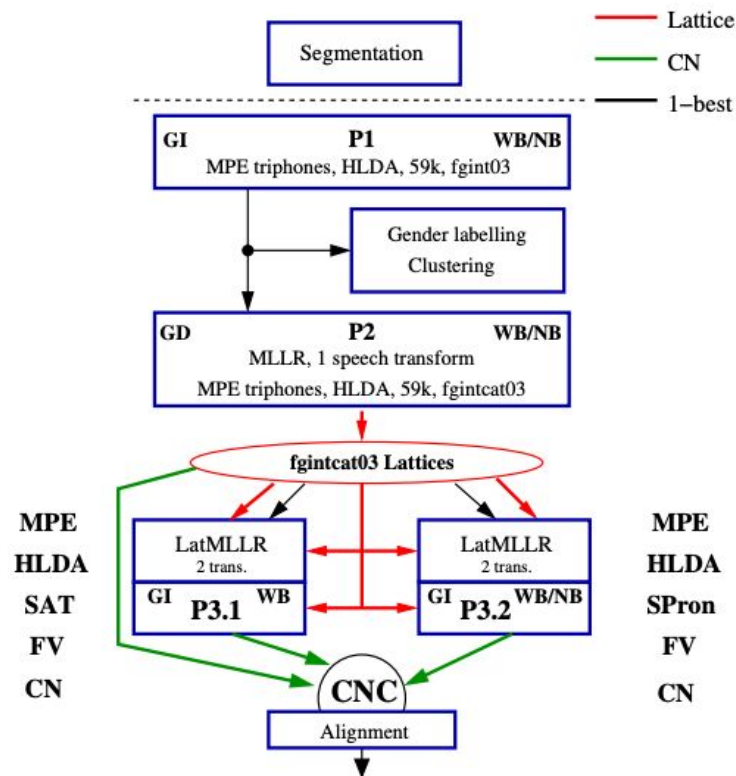 Segmentation
Lattice
CN
1-best
GI P1 WB/NB
MPE triphones, HLDA, 59k, fgint03
Gender labelling
Clustering
GD P2 WB/NB
MLLR, 1 speech transform
MPE triphones, HLDA, 59k, fgintcat03
fgintcat03 Lattices
MPE
HLDA
SAT
FV
CN
LatMLLR
2 trans.
GI P3.1 WB
LatMLLR
2 trans.
GI P3.2 WB/NB
MPE
HLDA
SPron
FV
CN
CNC
Alignment